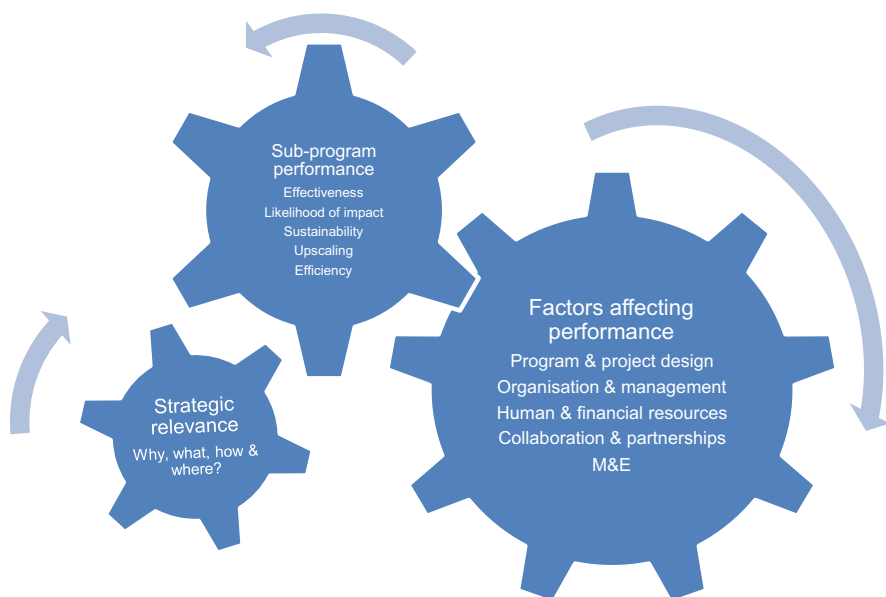 Sub-program
performance
Effectiveness
Likelihood of impact
Sustainability
Upscaling
Efficiency
Factors affecting
performance
Program & project design
Organisation & management
Human & financial resources
Collaboration & partnerships
M&E
Strategic
relevance
Why, what, how &
where?